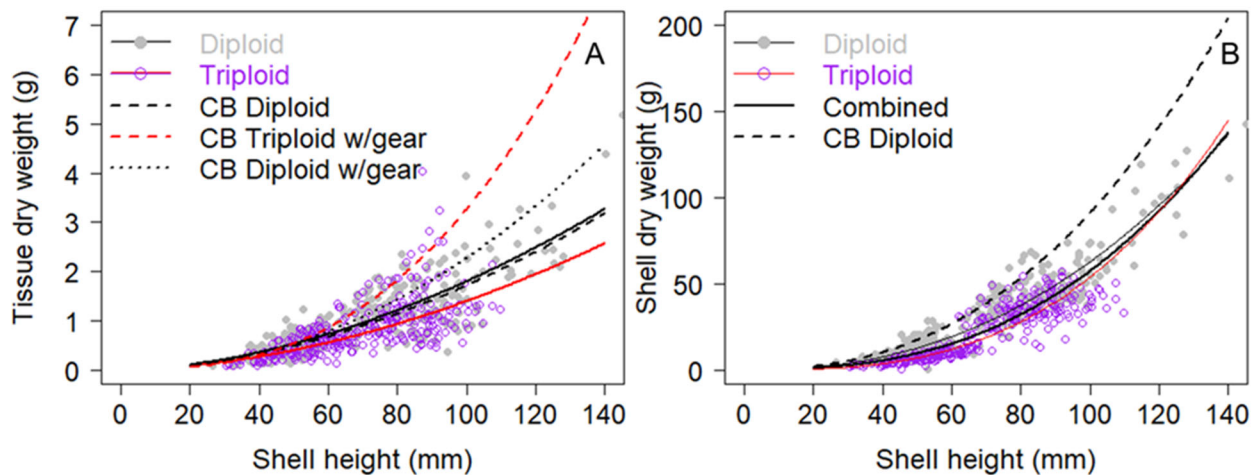 Tissue dry weight (g)
7
6
5
4
3
2
1
0
Diploid
Triploid
CB Diploid
CB Triploid w/gear
CB Diploid w/gear
A
0 20 40 60 80 100 120 140
Shell height (mm)
Shell dry weight (g)
200
150
100
50
0
Diploid
Triploid
Combined
CB Diploid
B
0 20 40 60 80 100 120 140
Shell height (mm)